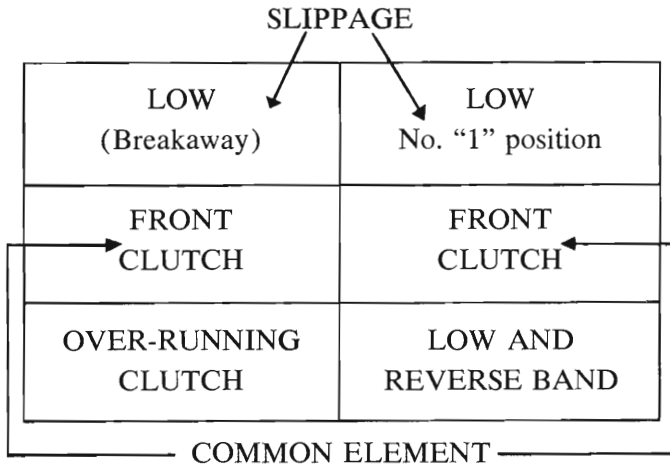 SLIPPAGE
LOW
(Breakaway)
LOW
No. “1” position
FRONT
CLUTCH
FRONT
CLUTCH
OVER-RUNNING
CLUTCH
LOW AND
REVERSE BAND
COMMON ELEMENT